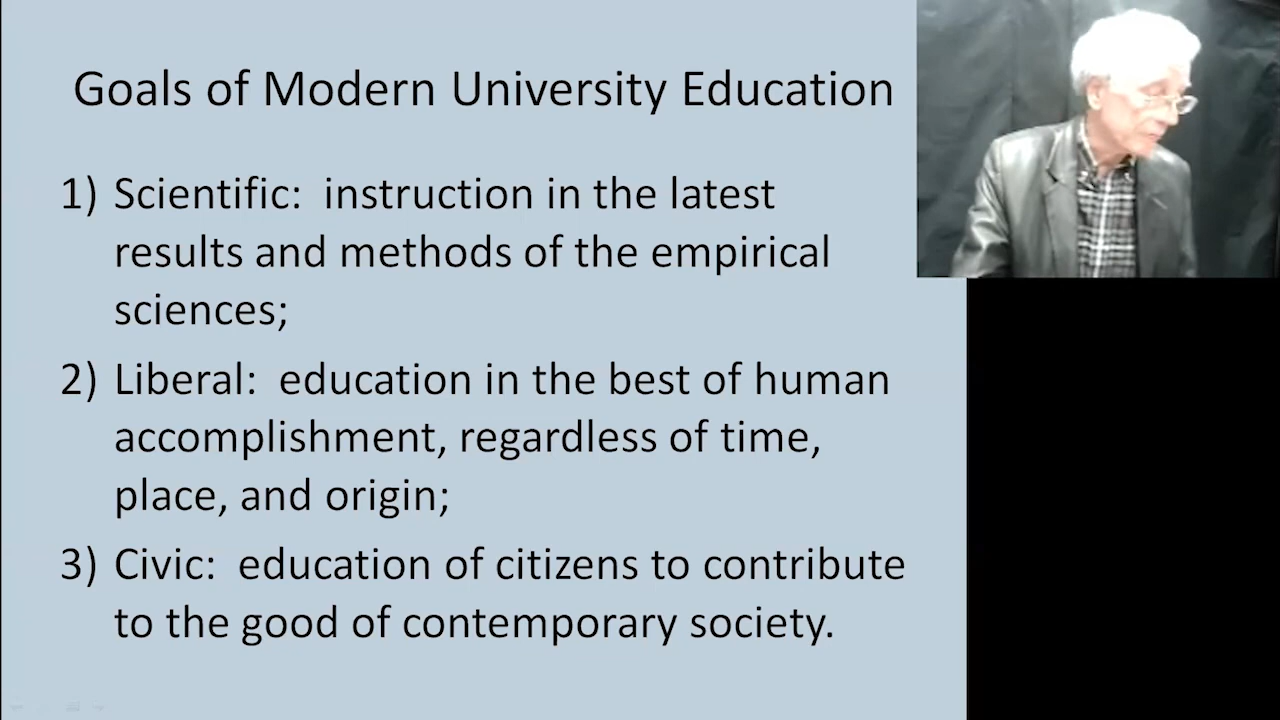 Goals of Modern University Education
1) Scientific: instruction in the latest
results and methods of the empirical
sciences;
2) Liberal: education in the best of human
accomplishment, regardless of time,
place, and origin;
3) Civic: education of citizens to contribute
to the good of contemporary society.